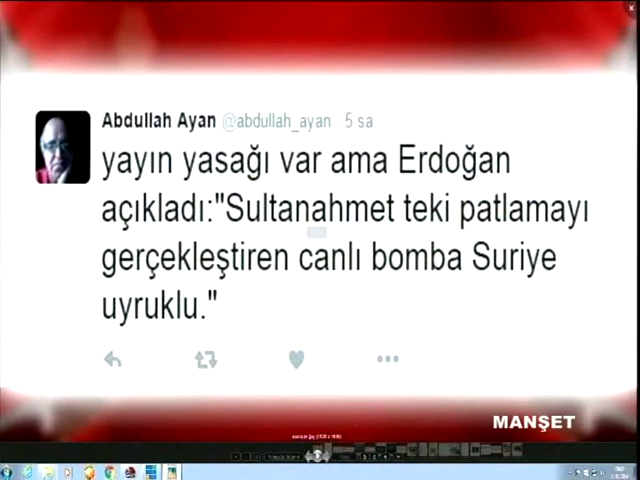 Abdullah Ayan @abdullah_ayan · 5 sa
yayın yasağı var ama Erdoğan
açıkladı:"Sultanahmet teki patlamayı
gerçekleştiren canlı bomba Suriye
uyruklu."
MANŞET